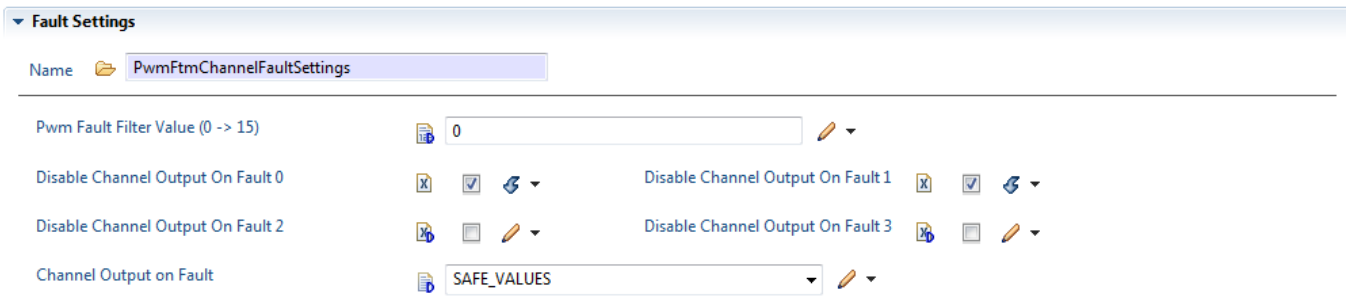 Fault Settings
Name PwmFtmChannelFaultSettings
Pwm Fault Filter Value (0 -> 15) 0
Disable Channel Output On Fault 0 Disable Channel Output On Fault 1
Disable Channel Output On Fault 2 Disable Channel Output On Fault 3
Channel Output on Fault SAFE_VALUES